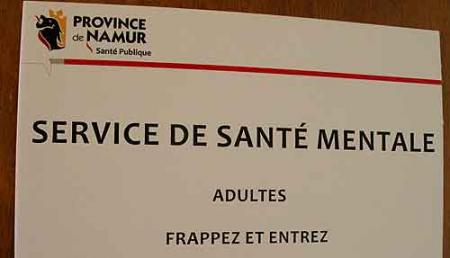 PROVINCE
de NAMUR
Santé Publique
SERVICE DE SANTÉ MENTALE
ADULTES
FRAPPEZ ET ENTREZ